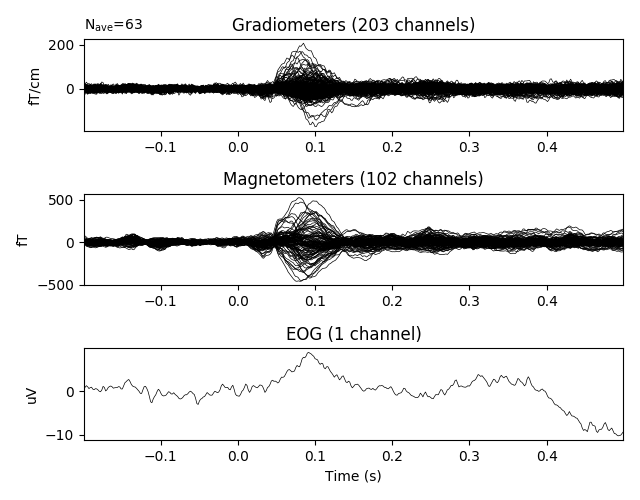 N_ave=63
Gradiometers (203 channels)
200
0
fT/cm
−0.1 0.0 0.1 0.2 0.3 0.4
Magnetometers (102 channels)
500
0
−500
fT
−0.1 0.0 0.1 0.2 0.3 0.4
EOG (1 channel)
0
−10
uV
−0.1 0.0 0.1 0.2 0.3 0.4
Time (s)